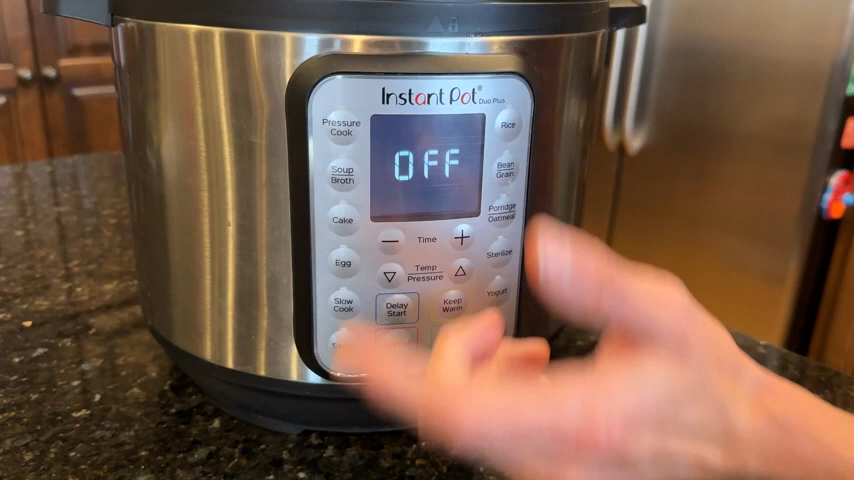 Instant Pot®
Duo Plus
Pressure
Cook
Rice
OFF
Soup
Broth
Bean
Grain
Cake
Porridge
Oatmeal
− Time +
Egg
Sterilize
Temp
Pressure
Slow
Cook
Yogurt
Delay
Start
Keep
Warm